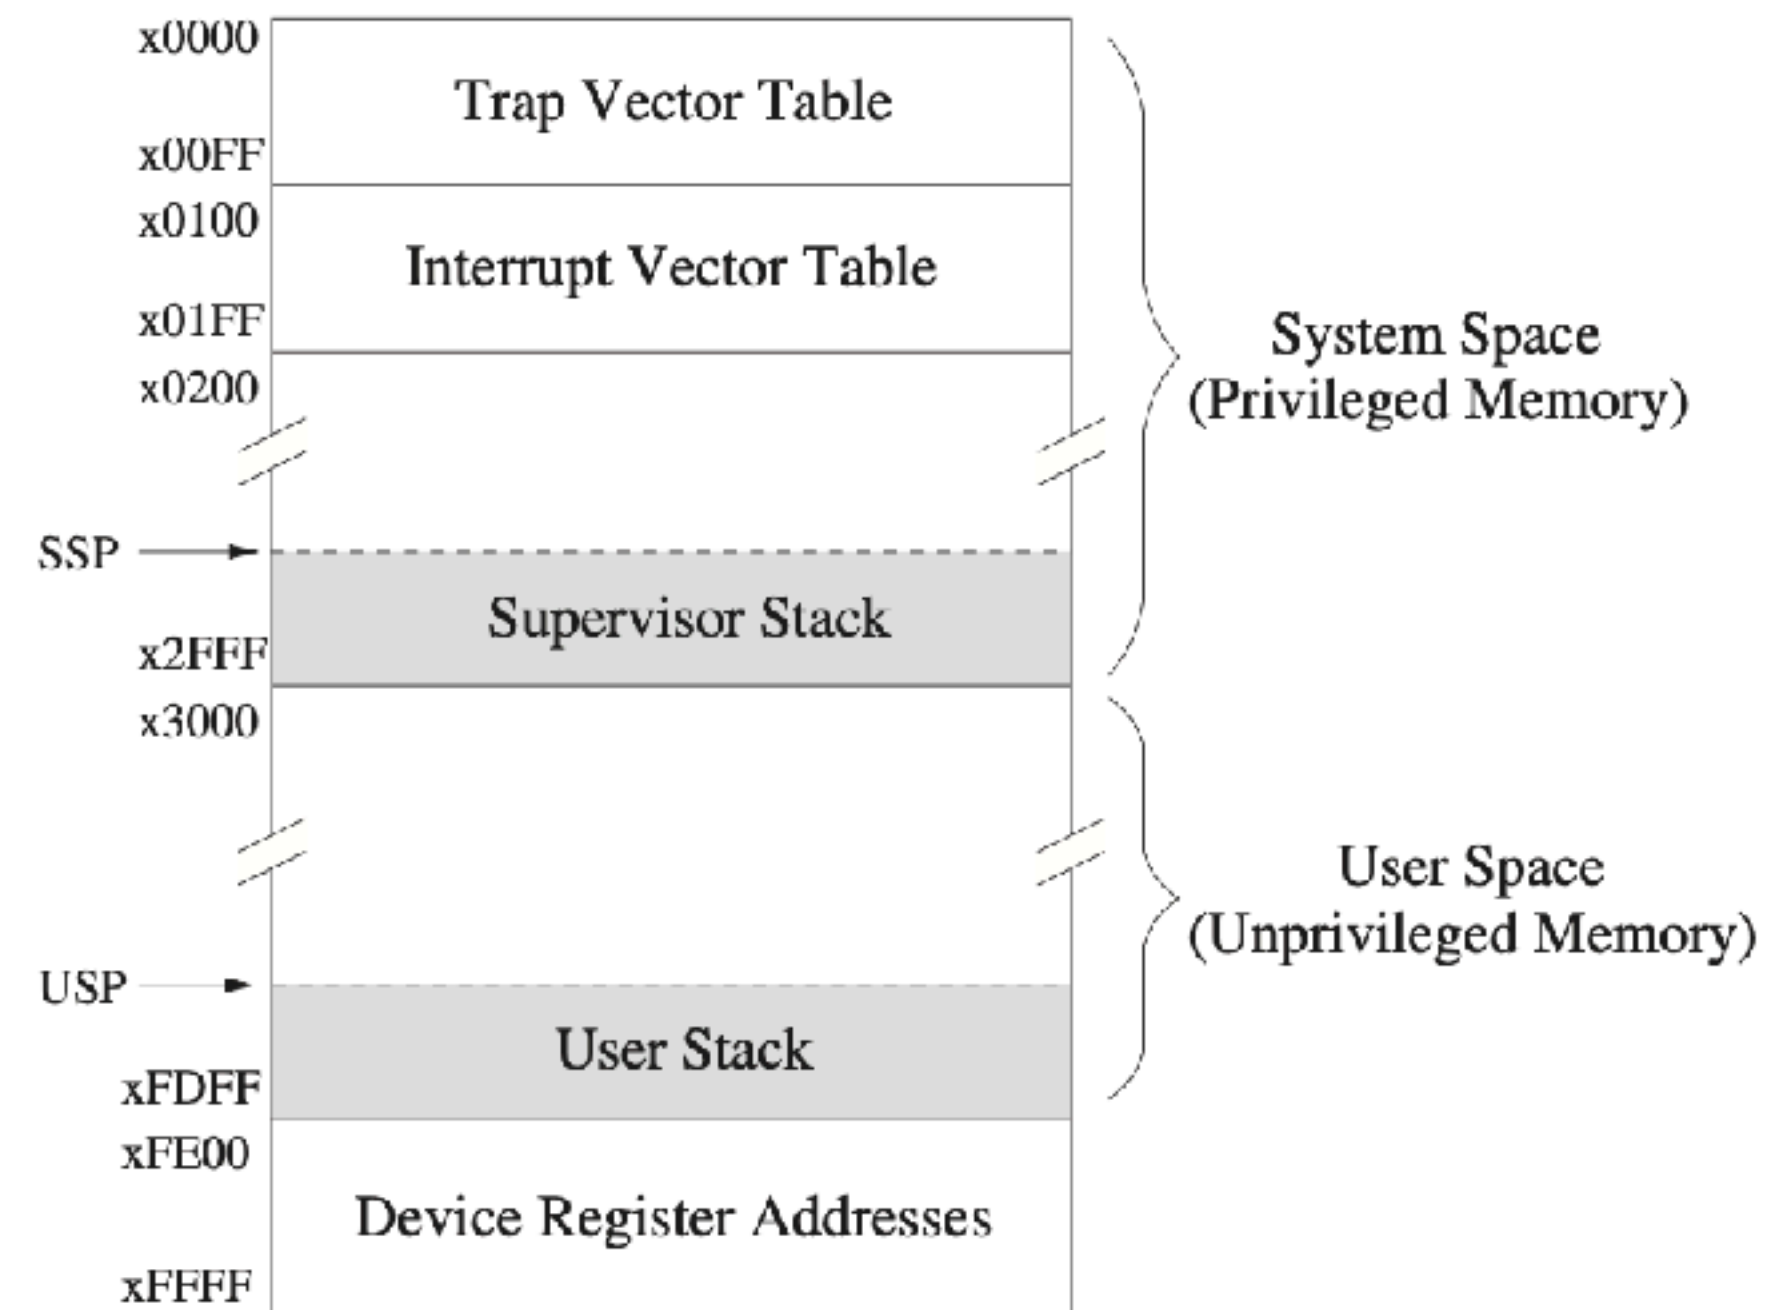 x0000
Trap Vector Table
x00FF
x0100
Interrupt Vector Table
x01FF
x0200
System Space
(Privileged Memory)
SSP
Supervisor Stack
x2FFF
x3000
User Space
(Unprivileged Memory)
USP
User Stack
xFDFF
xFE00
Device Register Addresses
xFFFF